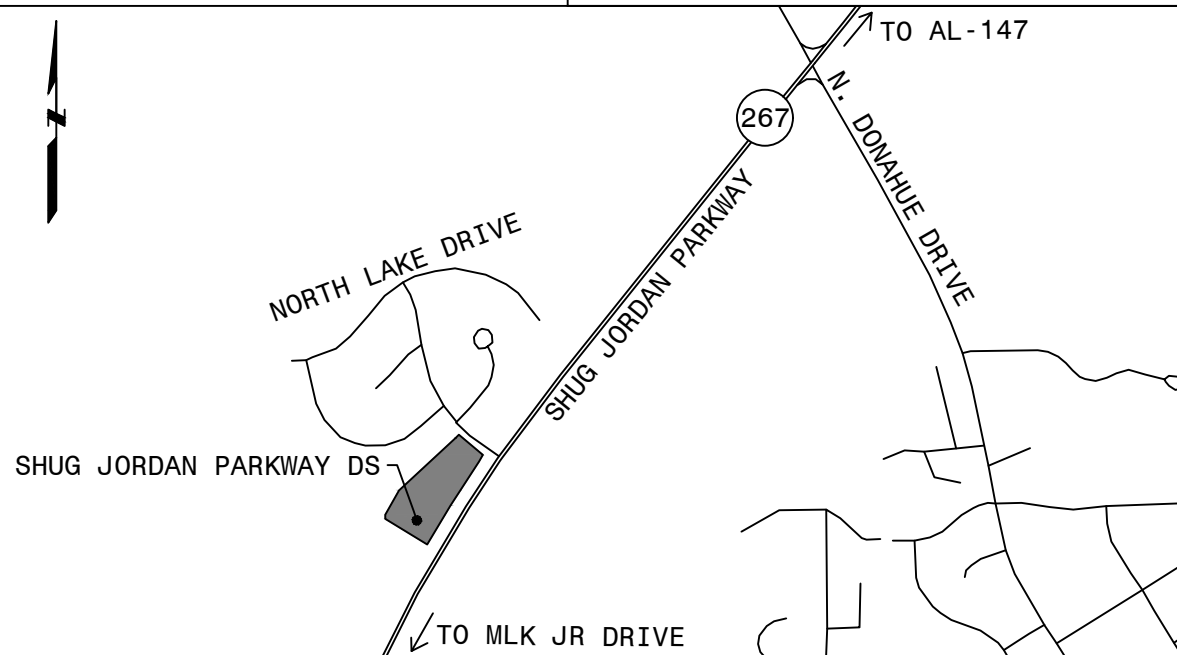 TO AL-147
N. DONAHUE DRIVE
267
N
SHUG JORDAN PARKWAY
NORTH LAKE DRIVE
SHUG JORDAN PARKWAY DS
TO MLK JR DRIVE